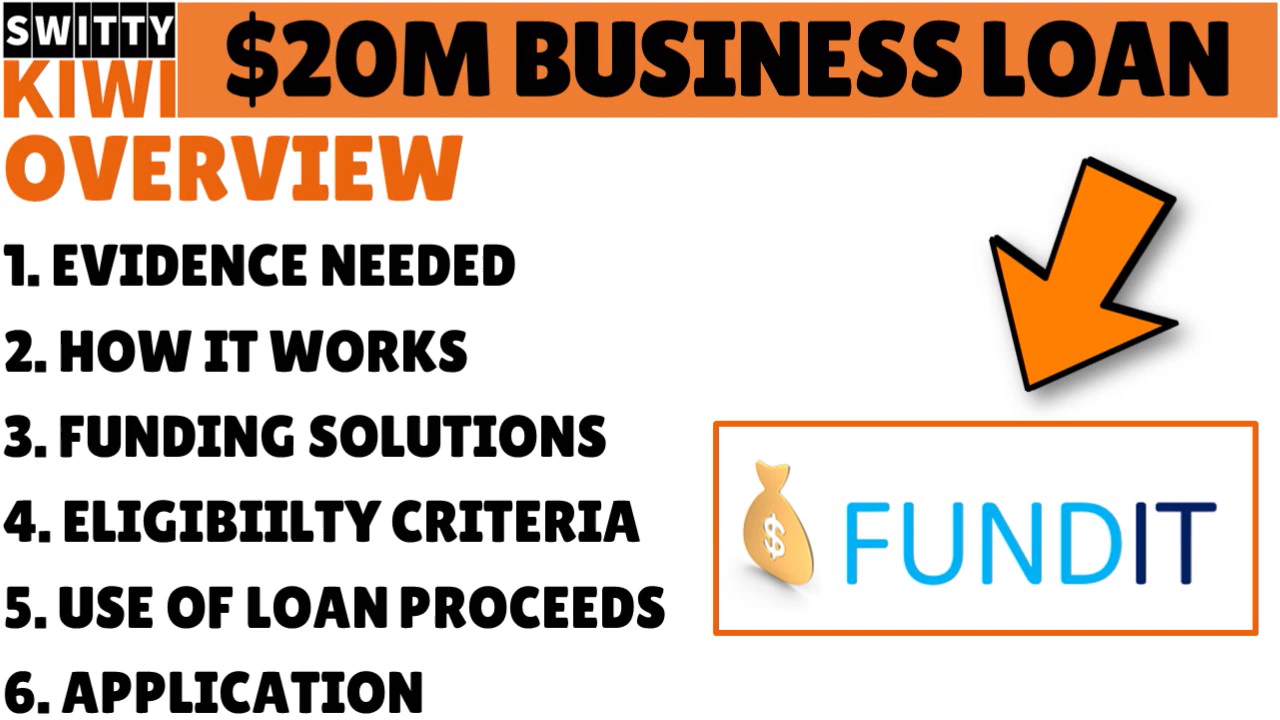 SWITTY
KIWI
$20M BUSINESS LOAN
OVERVIEW
1. EVIDENCE NEEDED
2. HOW IT WORKS
3. FUNDING SOLUTIONS
4. ELIGIBIILTY CRITERIA
5. USE OF LOAN PROCEEDS
6. APPLICATION
$
FUNDIT